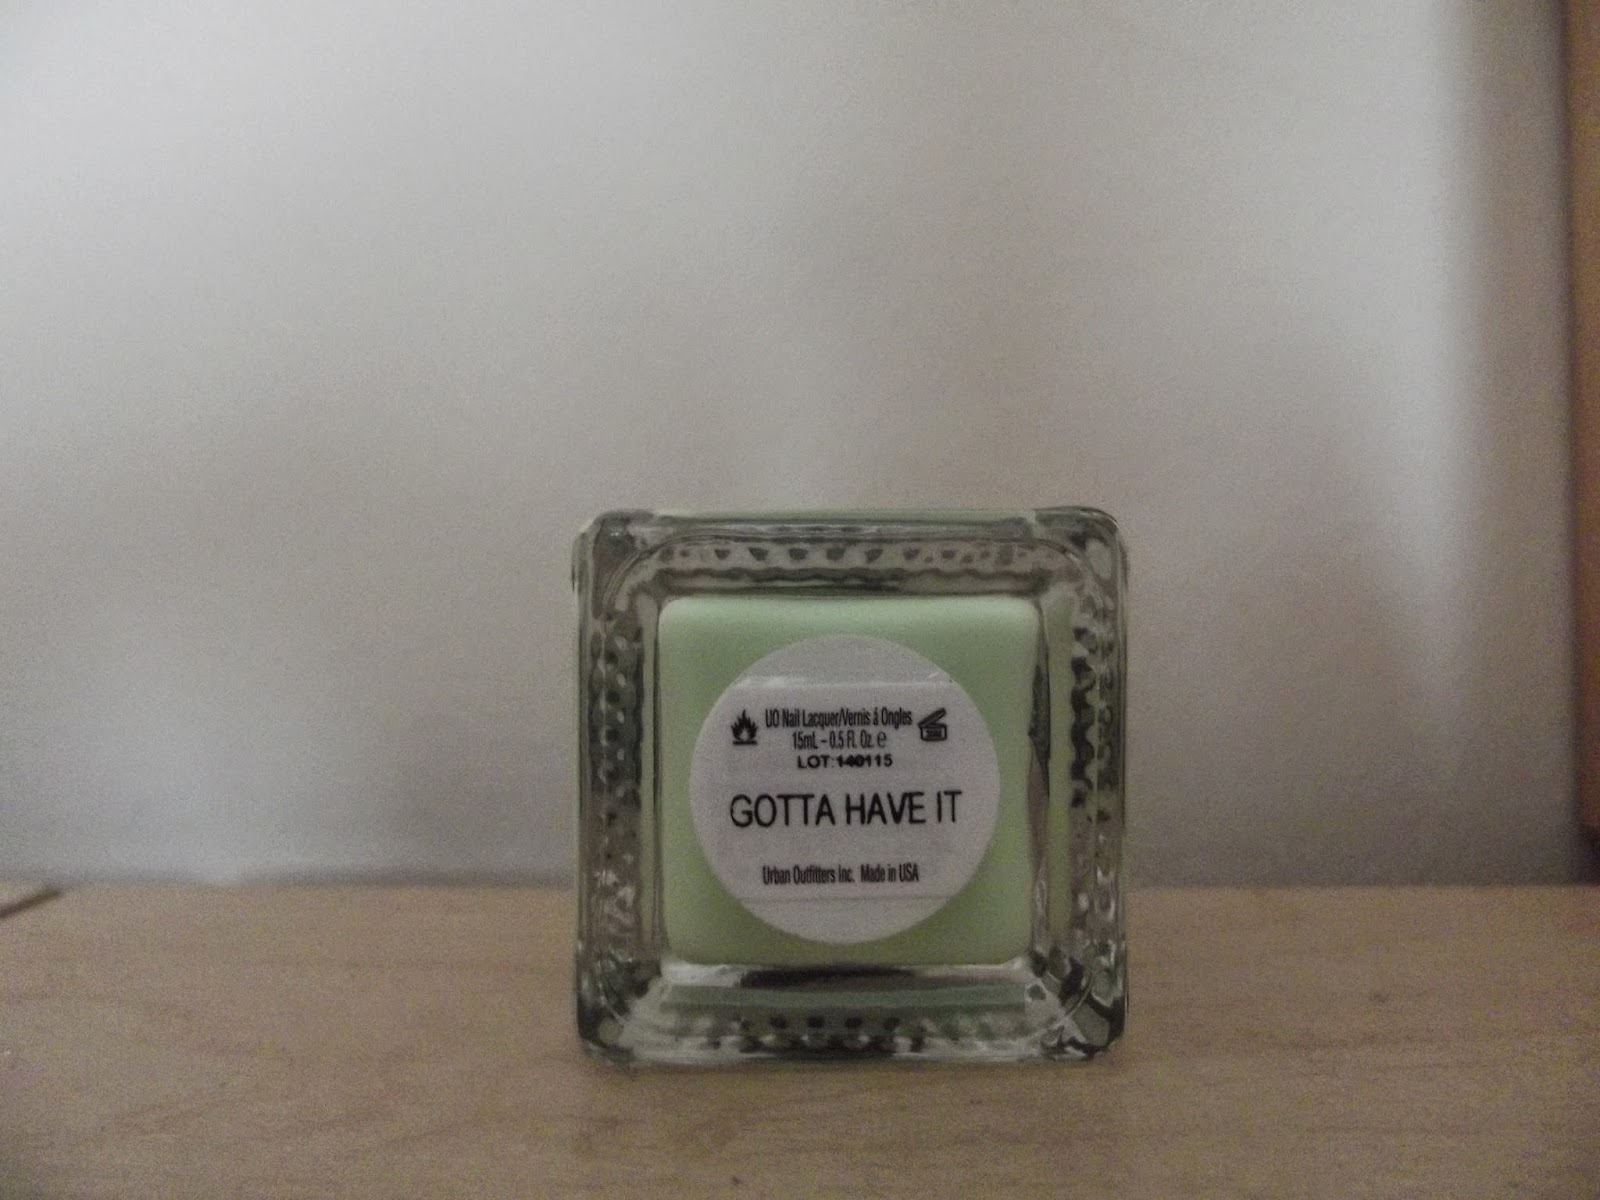 UO Nail Lacquer/Vernis á Ongles
15mL - 0.5 Fl. Oz. e
LOT:140115
GOTTA HAVE IT
Urban Outfitters Inc. Made in USA